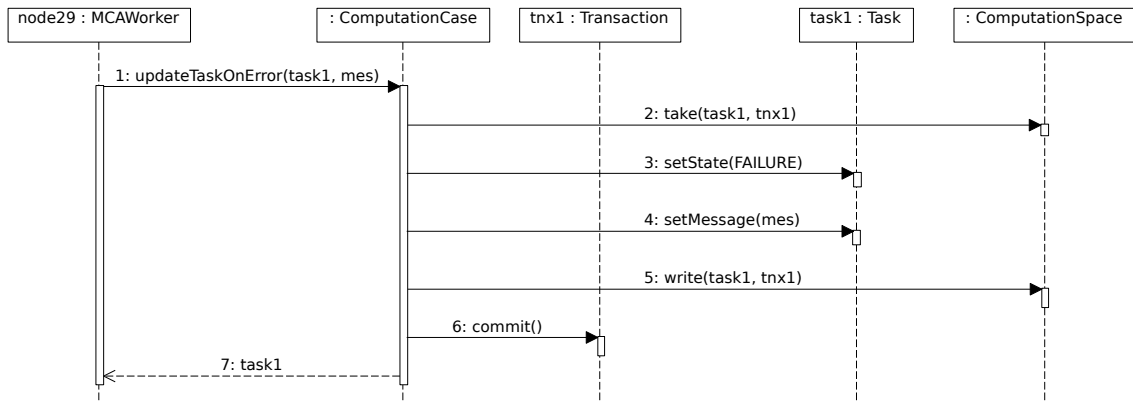 node29 : MCAWorker
: ComputationCase
tnx1 : Transaction
task1 : Task
: ComputationSpace
1: updateTaskOnError(task1, mes)
2: take(task1, tnx1)
3: setState(FAILURE)
4: setMessage(mes)
5: write(task1, tnx1)
6: commit()
7: task1